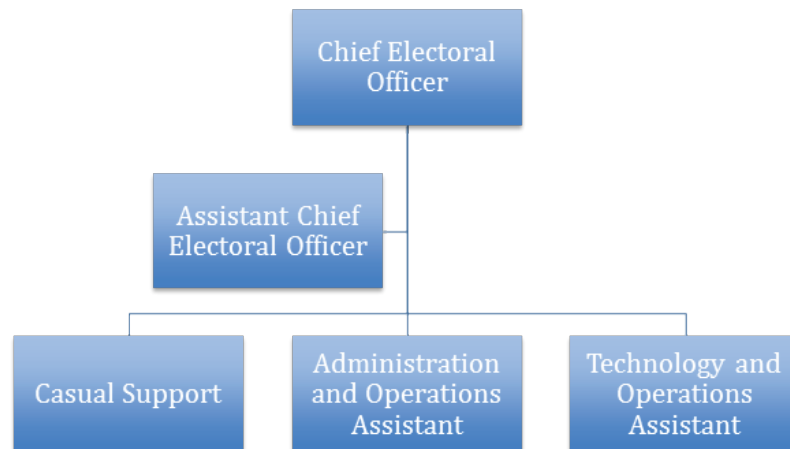 Chief Electoral
Officer
Assistant Chief
Electoral Officer
Casual Support
Administration
and Operations
Assistant
Technology and
Operations
Assistant